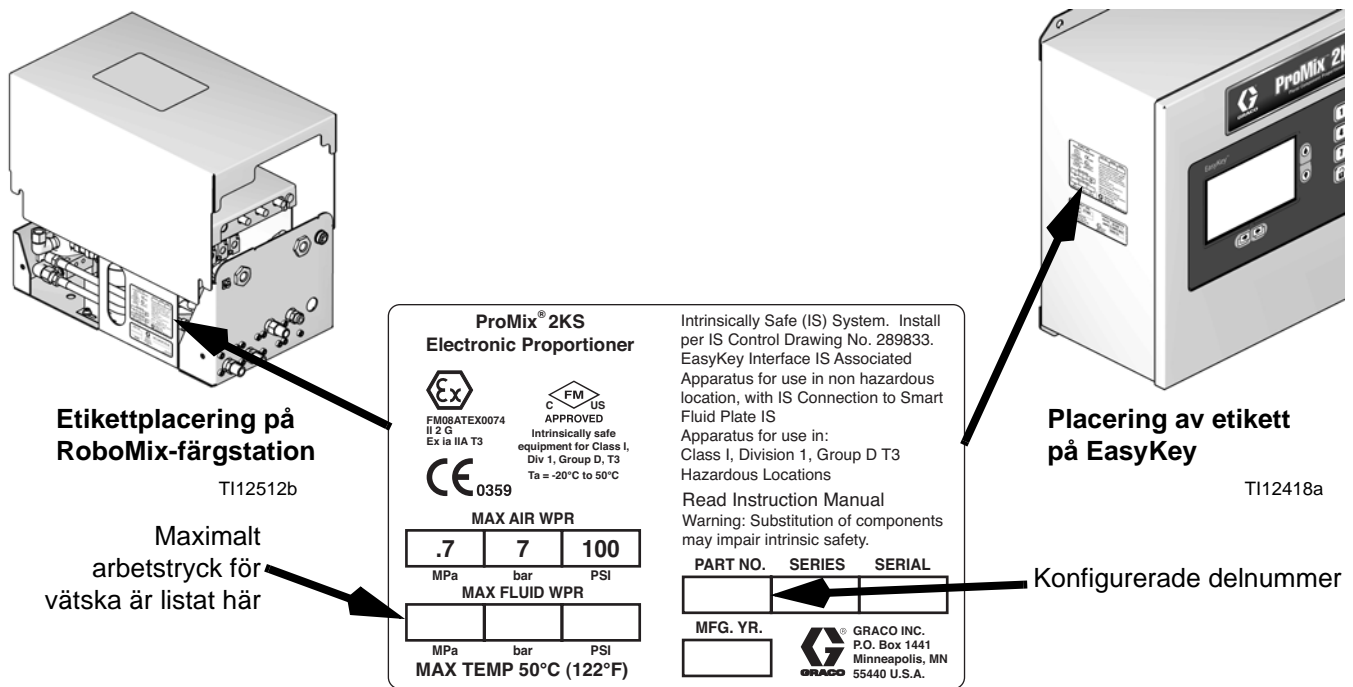 ProMix 2K
GRACO
EasyKey
1
4
7
Etikettplacering på
RoboMix-färgstation
TI12512b
Placering av etikett
på EasyKey
TI12418a
Maximalt
arbetstryck för
vätska är listat här
Konfigurerade delnummer
ProMix® 2KS
Electronic Proportioner
Ex
FM08ATEX0074
II 2 G
Ex ia IIA T3
CE 0359
C FM US
APPROVED
Intrinsically safe
equipment for Class I,
Div 1, Group D, T3
Ta = -20°C to 50°C
MAX AIR WPR
.7 7 100
MPa bar PSI
MAX FLUID WPR
MPa bar PSI
MAX TEMP 50°C (122°F)
Intrinsically Safe (IS) System. Install
per IS Control Drawing No. 289833.
EasyKey Interface IS Associated
Apparatus for use in non hazardous
location, with IS Connection to Smart
Fluid Plate IS
Apparatus for use in:
Class I, Division 1, Group D T3
Hazardous Locations
Read Instruction Manual
Warning: Substitution of components
may impair intrinsic safety.
PART NO. SERIES SERIAL
MFG. YR.
GRACO
®
GRACO INC.
P.O. Box 1441
Minneapolis, MN
55440 U.S.A.